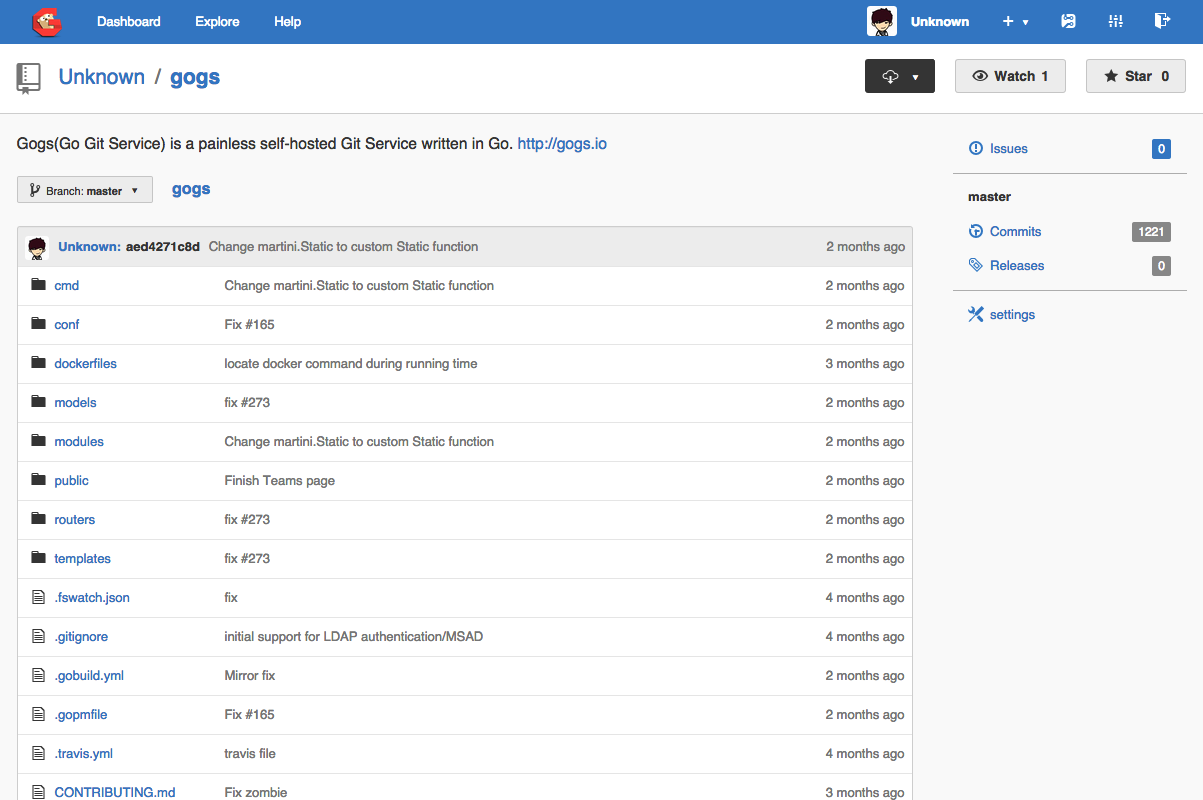 Dashboard Explore Help Unknown + ▾
Unknown / gogs Watch 1 Star 0
Gogs(Go Git Service) is a painless self-hosted Git Service written in Go. http://gogs.io
Branch: master gogs
Unknown: aed4271c8d Change martini.Static to custom Static function 2 months ago
cmd Change martini.Static to custom Static function 2 months ago
conf Fix #165 2 months ago
dockerfiles locate docker command during running time 3 months ago
models fix #273 2 months ago
modules Change martini.Static to custom Static function 2 months ago
public Finish Teams page 2 months ago
routers fix #273 2 months ago
templates fix #273 2 months ago
.fswatch.json fix 4 months ago
.gitignore initial support for LDAP authentication/MSAD 4 months ago
.gobuild.yml Mirror fix 2 months ago
.gopmfile Fix #165 2 months ago
.travis.yml travis file 4 months ago
CONTRIBUTING.md Fix zombie 3 months ago
Issues 0
master
Commits 1221
Releases 0
settings